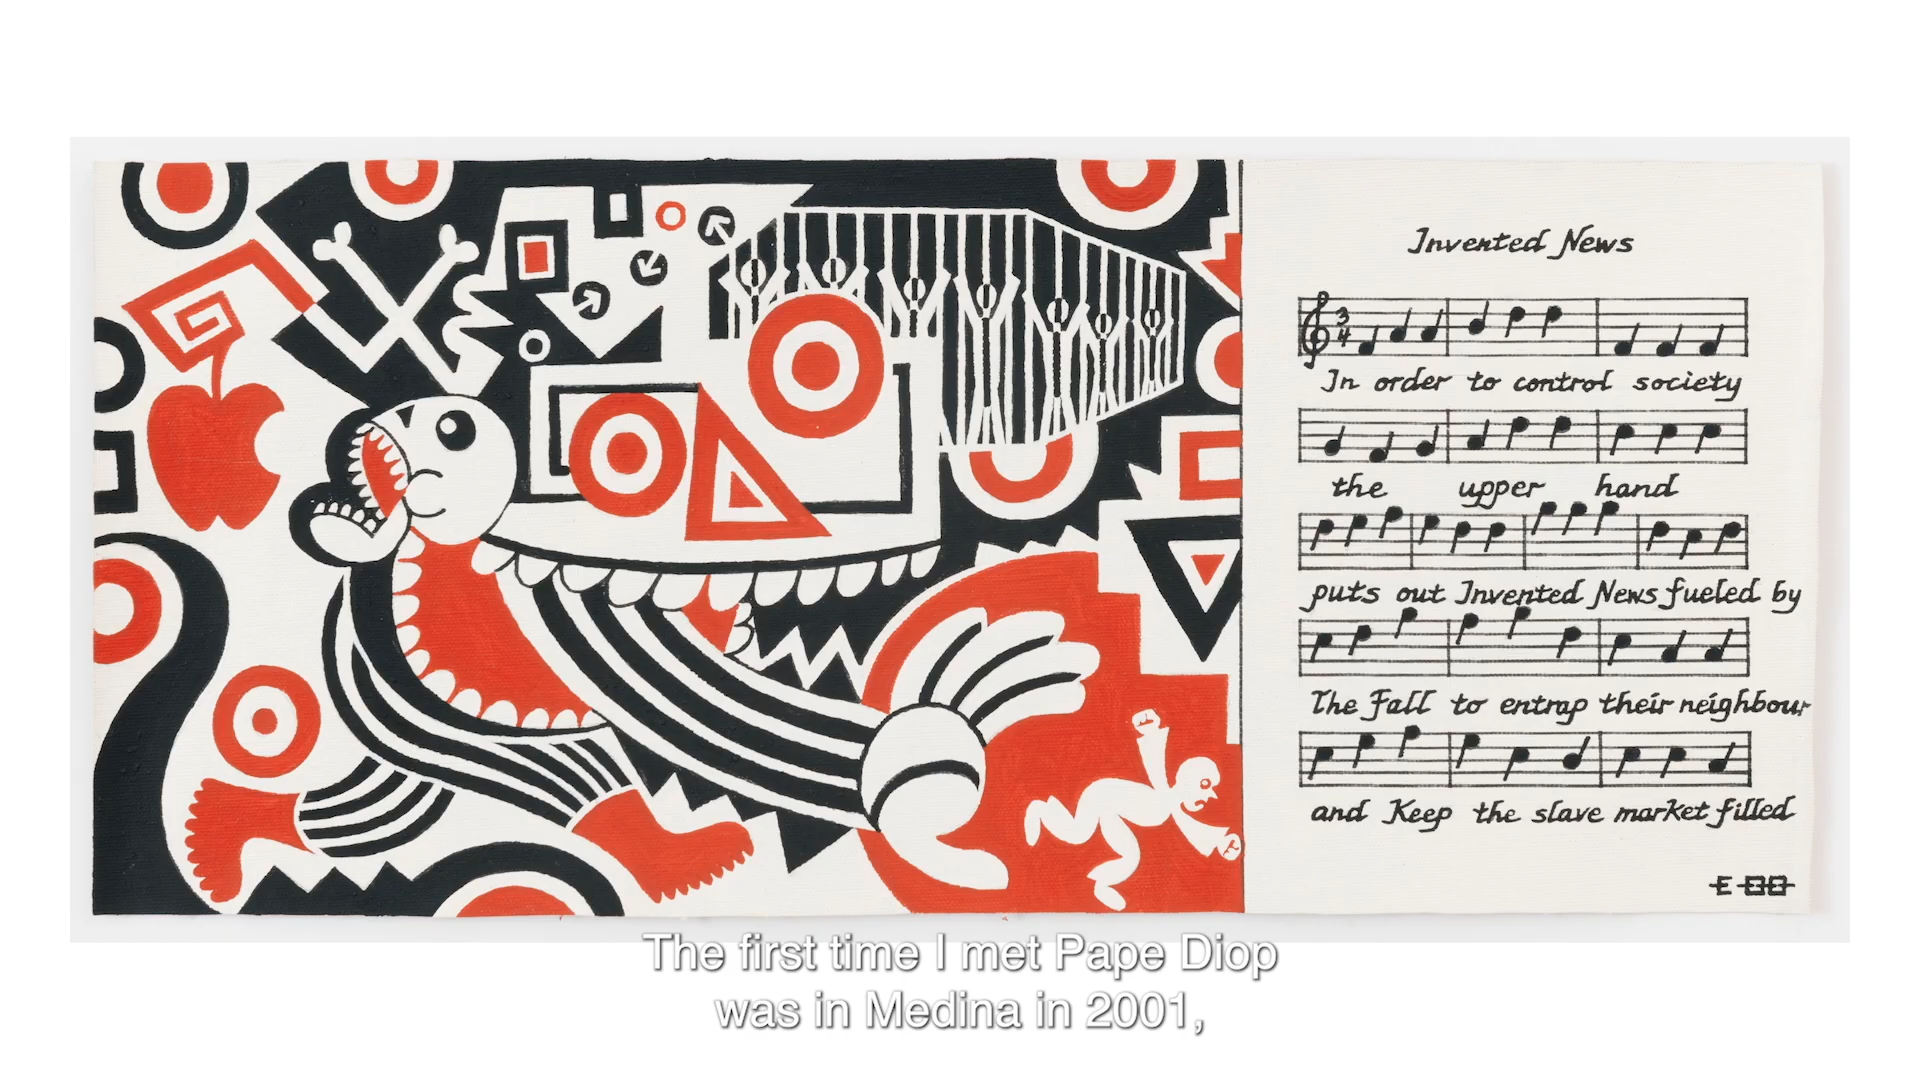 Invented News
3
4
In order to control society
the upper hand
puts out Invented News fueled by
The Fall to entrap their neighbour
and Keep the slave market filled
The first time I met Pape Diop
was in Medina in 2001,